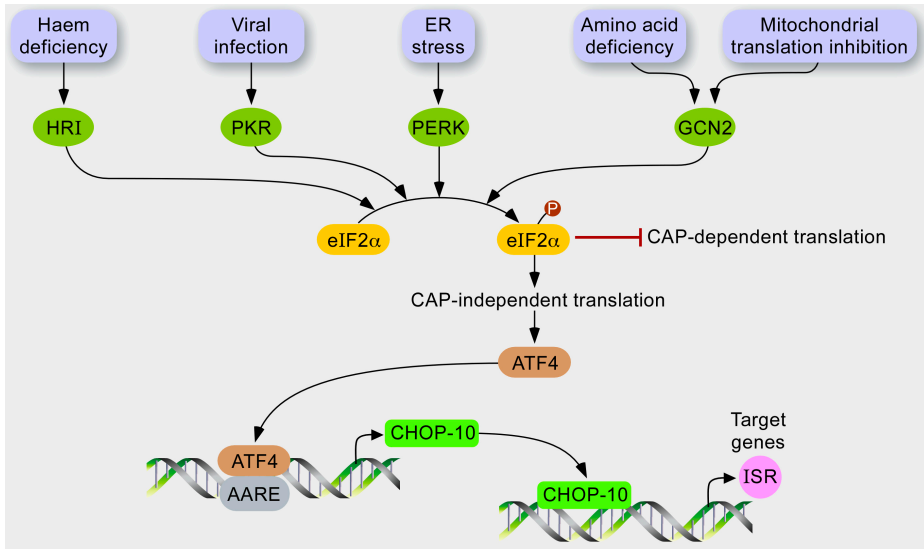 Haem
deficiency
Viral
infection
ER
stress
Amino acid
deficiency
Mitochondrial
translation inhibition
HRI
PKR
PERK
GCN2
P
eIF2α
eIF2α
CAP-dependent translation
CAP-independent translation
ATF4
Target
genes
CHOP-10
ATF4
AARE
CHOP-10
ISR